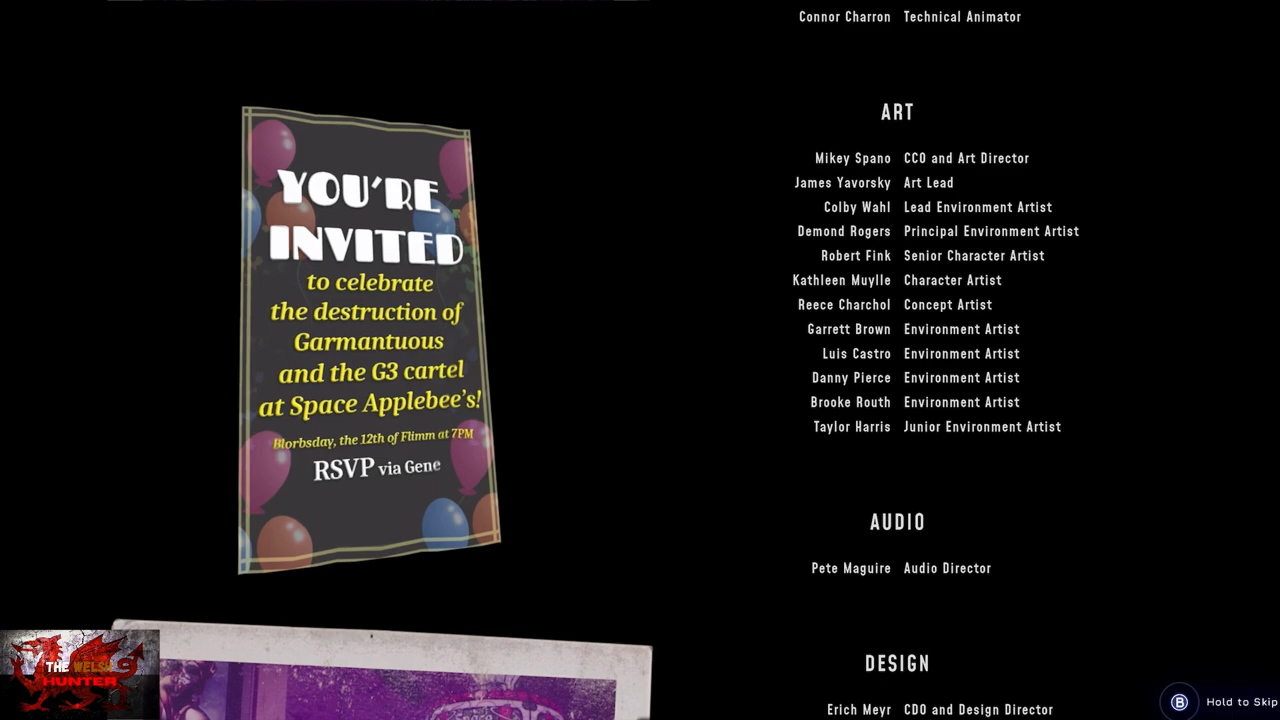 Connor Charron Technical Animator
ART
Mikey Spano CCO and Art Director
James Yavorsky Art Lead
Colby Wahl Lead Environment Artist
Demond Rogers Principal Environment Artist
Robert Fink Senior Character Artist
Kathleen Muylle Character Artist
Reece Charchol Concept Artist
Garrett Brown Environment Artist
Luis Castro Environment Artist
Danny Pierce Environment Artist
Brooke Routh Environment Artist
Taylor Harris Junior Environment Artist
AUDIO
Pete Maguire Audio Director
DESIGN
Erich Meyr CDO and Design Director
YOU'RE
INVITED
to celebrate
the destruction of
Garmantuous
and the G3 cartel
at Space Applebee's!
Blorbsday, the 12th of Flimm at 7PM
RSVP via Gene
THE WELSH
HUNTER
B Hold to Skip